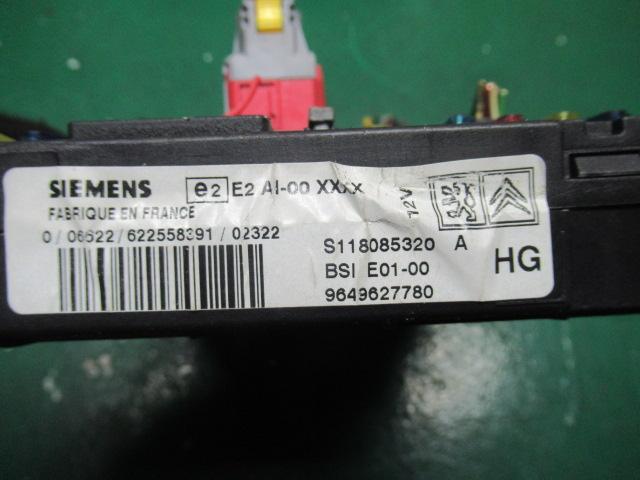 SIEMENS e2 E2 AI-00 XXXX 12V
FABRIQUE EN FRANCE
0/06622/622558391/02322
S118085320 A
BSI E01-00 HG
9649627780